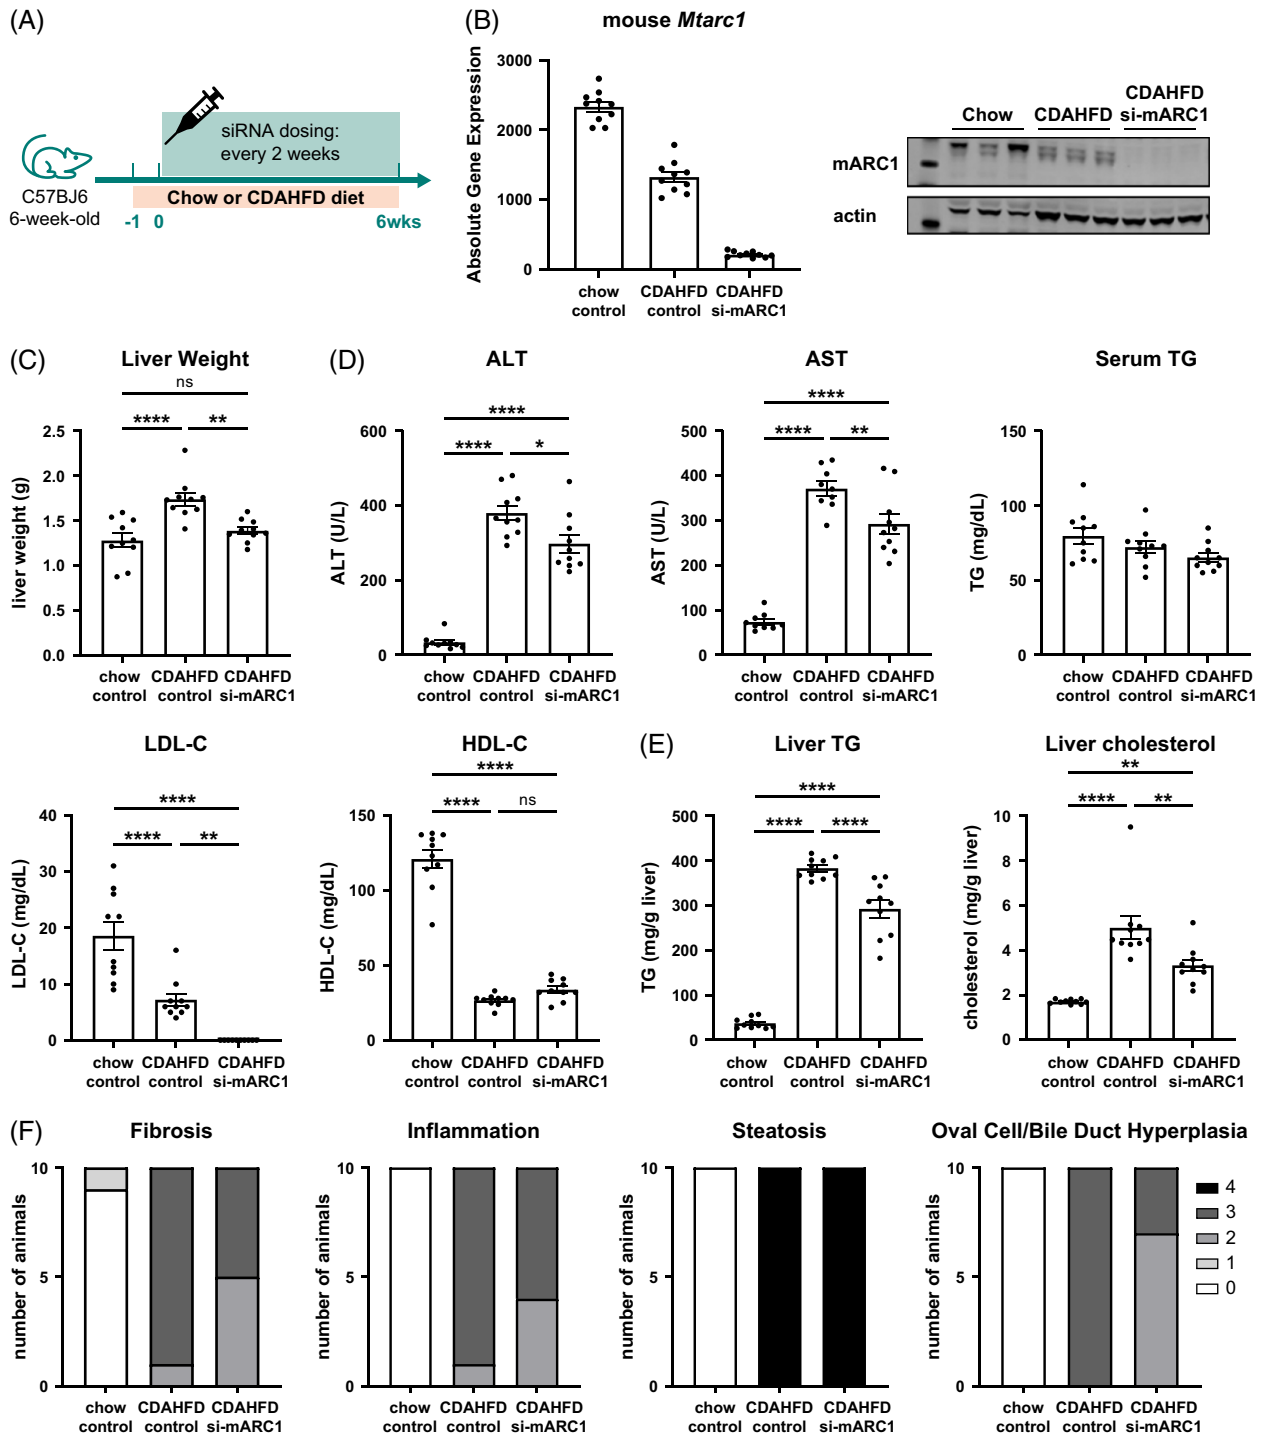 (A)
siRNA dosing:
every 2 weeks
C57BJ6
6-week-old
Chow or CDAHFD diet
-1 0 6wks
(B)
mouse Mtarc1
Absolute Gene Expression
3000
2000
1000
0
chow control
CDAHFD control
CDAHFD si-mARC1
Chow
CDAHFD
CDAHFD
si-mARC1
mARC1
actin
(C)
Liver Weight
ns
**** **
liver weight (g)
2.5
2.0
1.5
1.0
0.5
0.0
chow control
CDAHFD control
CDAHFD si-mARC1
(D)
ALT
****
**** *
ALT (U/L)
600
400
200
0
chow control
CDAHFD control
CDAHFD si-mARC1
AST
****
**** **
AST (U/L)
500
400
300
200
100
0
chow control
CDAHFD control
CDAHFD si-mARC1
Serum TG
TG (mg/dL)
150
100
50
0
chow control
CDAHFD control
CDAHFD si-mARC1
LDL-C
****
**** **
LDL-C (mg/dL)
40
30
20
10
0
chow control
CDAHFD control
CDAHFD si-mARC1
HDL-C
****
**** ns
HDL-C (mg/dL)
150
100
50
0
chow control
CDAHFD control
CDAHFD si-mARC1
(E)
Liver TG
****
**** ****
TG (mg/g liver)
500
400
300
200
100
0
chow control
CDAHFD control
CDAHFD si-mARC1
Liver cholesterol
**
**** **
cholesterol (mg/g liver)
10
8
6
4
2
0
chow control
CDAHFD control
CDAHFD si-mARC1
(F)
Fibrosis
number of animals
10
5
0
chow control
CDAHFD control
CDAHFD si-mARC1
Inflammation
number of animals
10
5
0
chow control
CDAHFD control
CDAHFD si-mARC1
Steatosis
number of animals
10
5
0
chow control
CDAHFD control
CDAHFD si-mARC1
Oval Cell/Bile Duct Hyperplasia
number of animals
10
5
0
chow control
CDAHFD control
CDAHFD si-mARC1
4
3
2
1
0